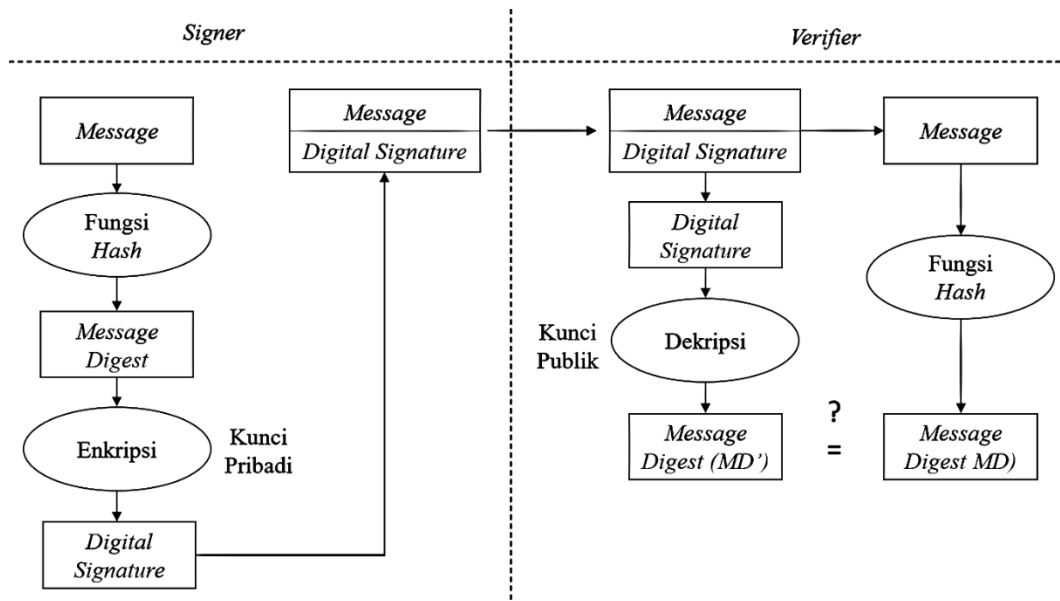 Signer
Message
Fungsi
Hash
Message
Digest
Enkripsi
Kunci
Pribadi
Digital
Signature
Message
Digital Signature
Verifier
Message
Digital Signature
Digital
Signature
Kunci
Publik
Dekripsi
Message
Digest (MD’)
?
=
Message
Fungsi
Hash
Message
Digest MD)